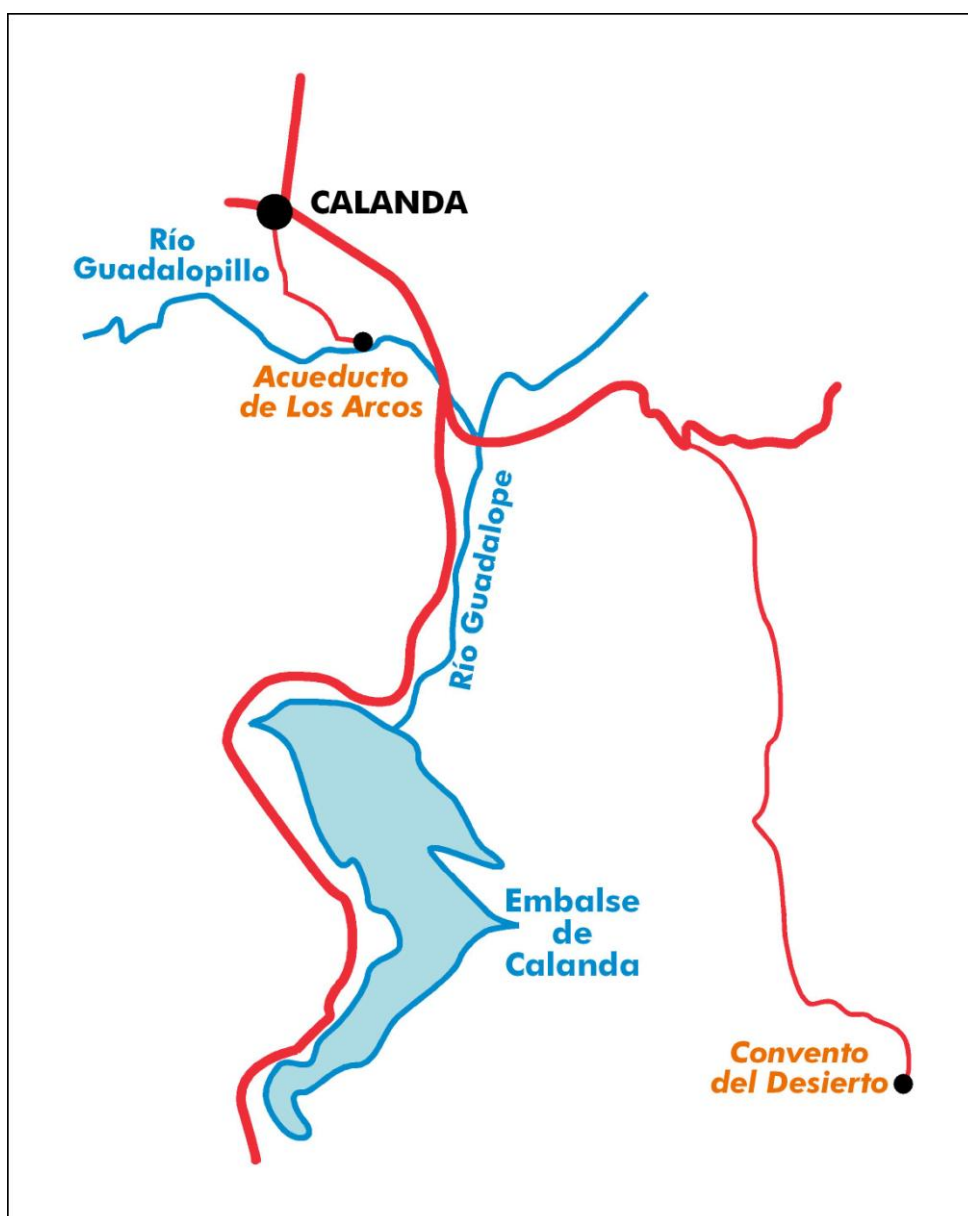 CALANDA
Río
Guadalopillo
Acueducto
de Los Arcos
Río Guadalope
Embalse
de
Calanda
Convento
del Desierto